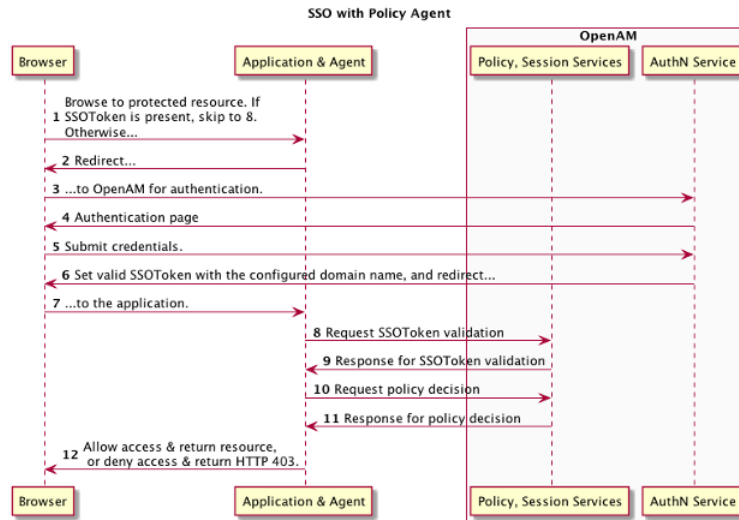 SSO with Policy Agent
OpenAM
Browser
Application & Agent
Policy, Session Services
AuthN Service
Browse to protected resource. If
1 SSOToken is present, skip to 8.
Otherwise...
2 Redirect...
3 ...to OpenAM for authentication.
4 Authentication page
5 Submit credentials.
6 Set valid SSOToken with the configured domain name, and redirect...
7 ...to the application.
8 Request SSOToken validation
9 Response for SSOToken validation
10 Request policy decision
11 Response for policy decision
12 Allow access & return resource,
or deny access & return HTTP 403.
Browser
Application & Agent
Policy, Session Services
AuthN Service